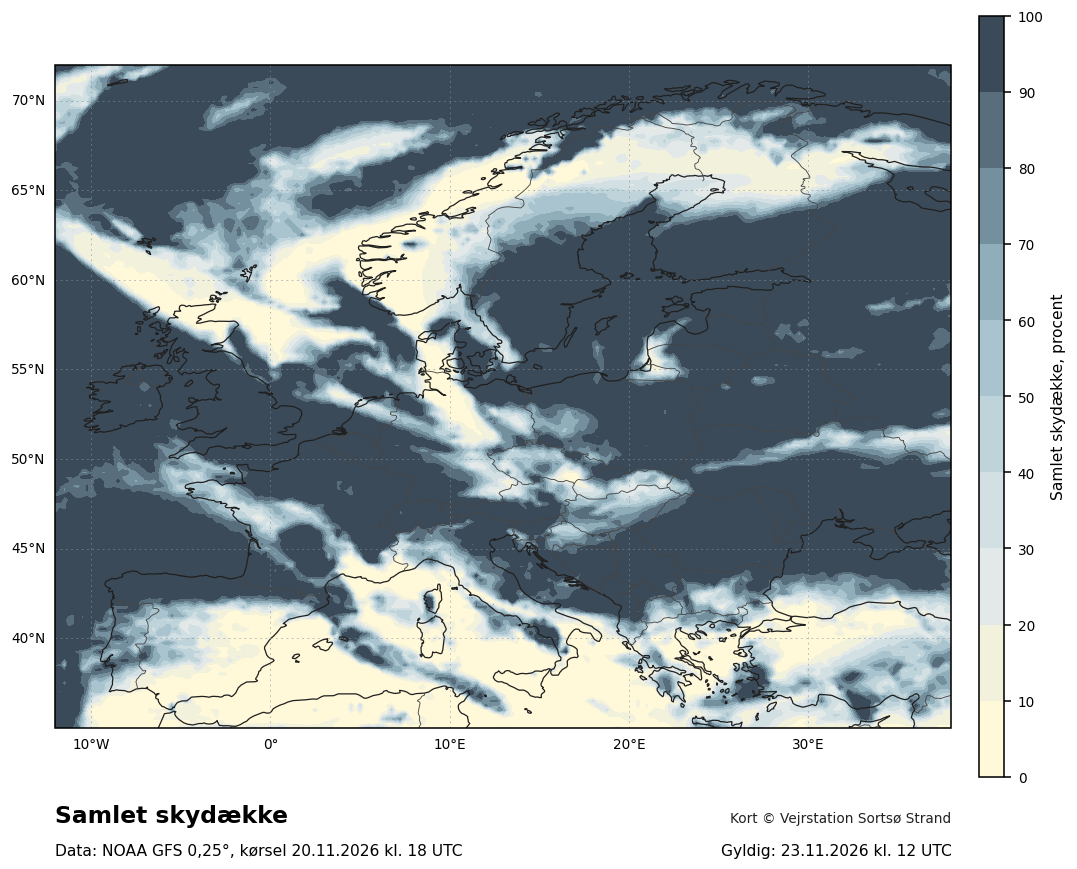 100
90
80
70
60
50
40
30
20
10
0
Samlet skydække, procent
70°N
65°N
60°N
55°N
50°N
45°N
40°N
10°W
0°
10°E
20°E
30°E
Samlet skydække
Kort © Vejrstation Sortsø Strand
Data: NOAA GFS 0,25°, kørsel 20.11.2026 kl. 18 UTC
Gyldig: 23.11.2026 kl. 12 UTC